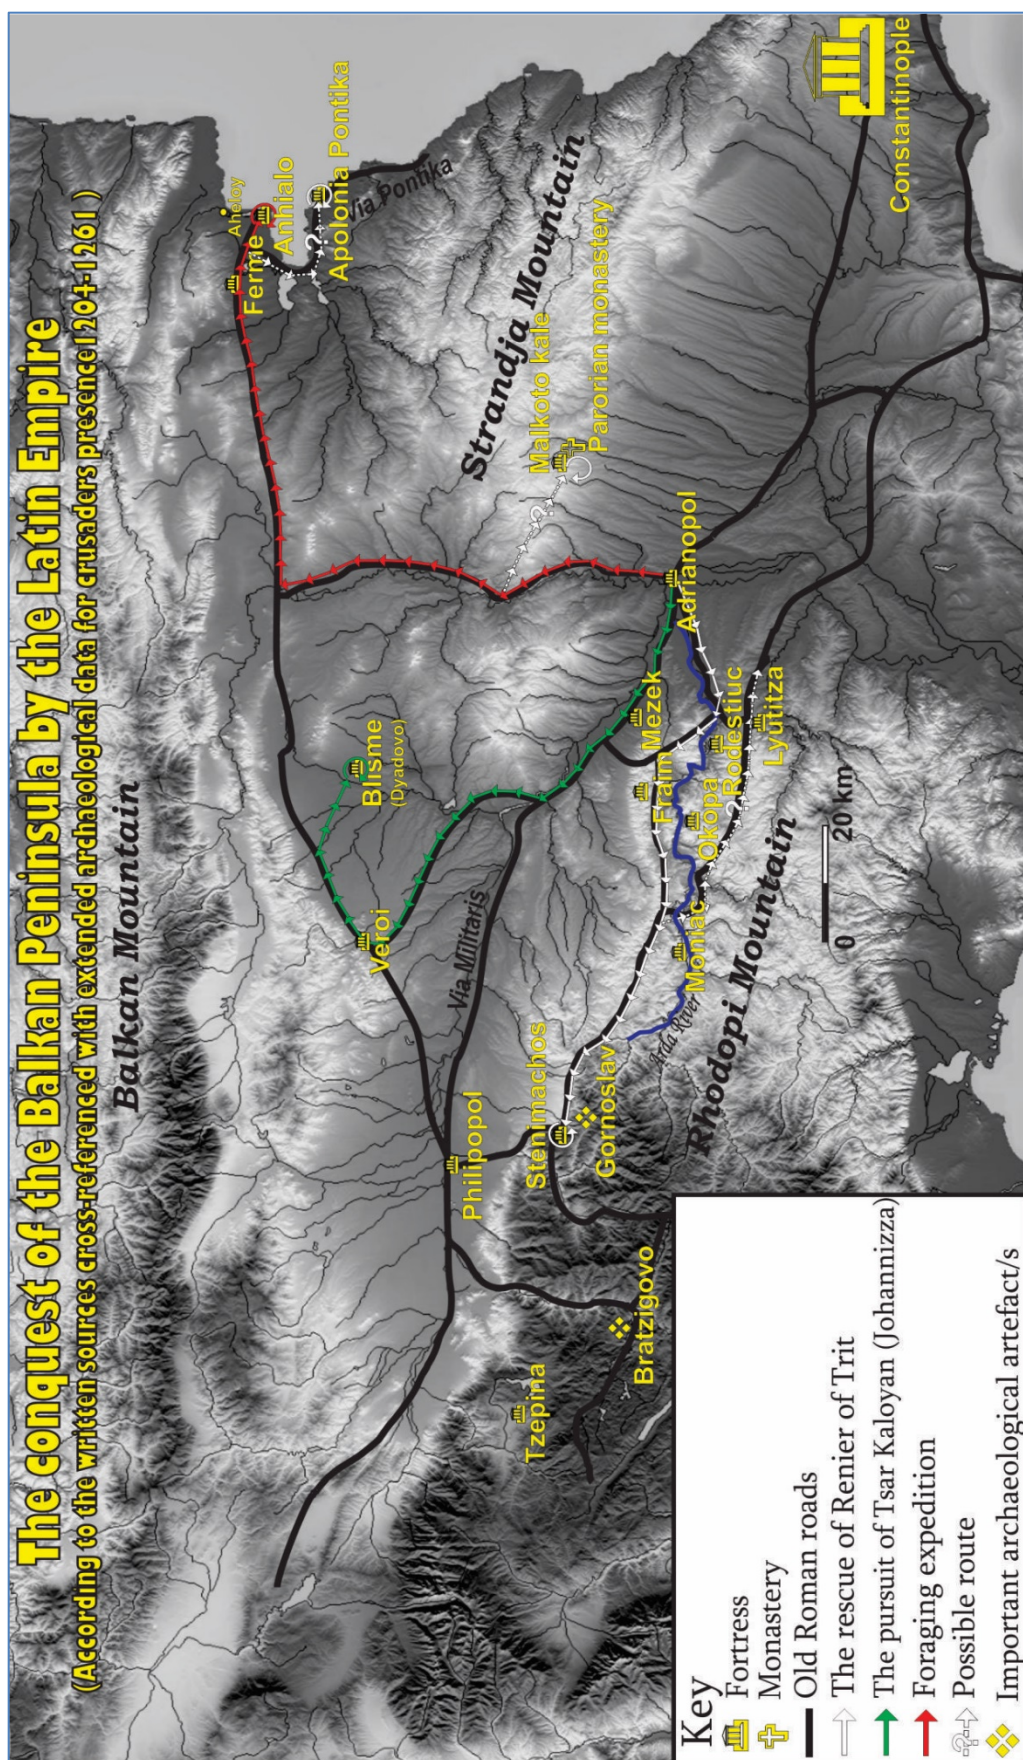 The conquest of the Balkan Peninsula by the Latin Empire
(According to the written sources cross-referenced with extended archaeological data for crusaders presence1204-1261 )
Balkan Mountain
Aheloy
Ferme
Anhialo
Apolonia Pontika
Via Pontika
Strandja Mountain
Malkoto kale
Parorian monastery
Constantinople
Blisme
(Dyadovo)
Veroi
Via Militaris
Adrianopol
Mezek
Fraim
Rodestiuc
Okopa
Lyutitza
Moniac
Arda River
Rhodopi Mountain
Philipopol
Stenimachos
Gornoslav
Tzepina
Bratzigovo
?
?
?
0
20 km
Key
Fortress
Monastery
Old Roman roads
The rescue of Renier of Trit
The pursuit of Tsar Kaloyan (Johannizza)
Foraging expedition
?
Possible route
Important archaeological artefact/s